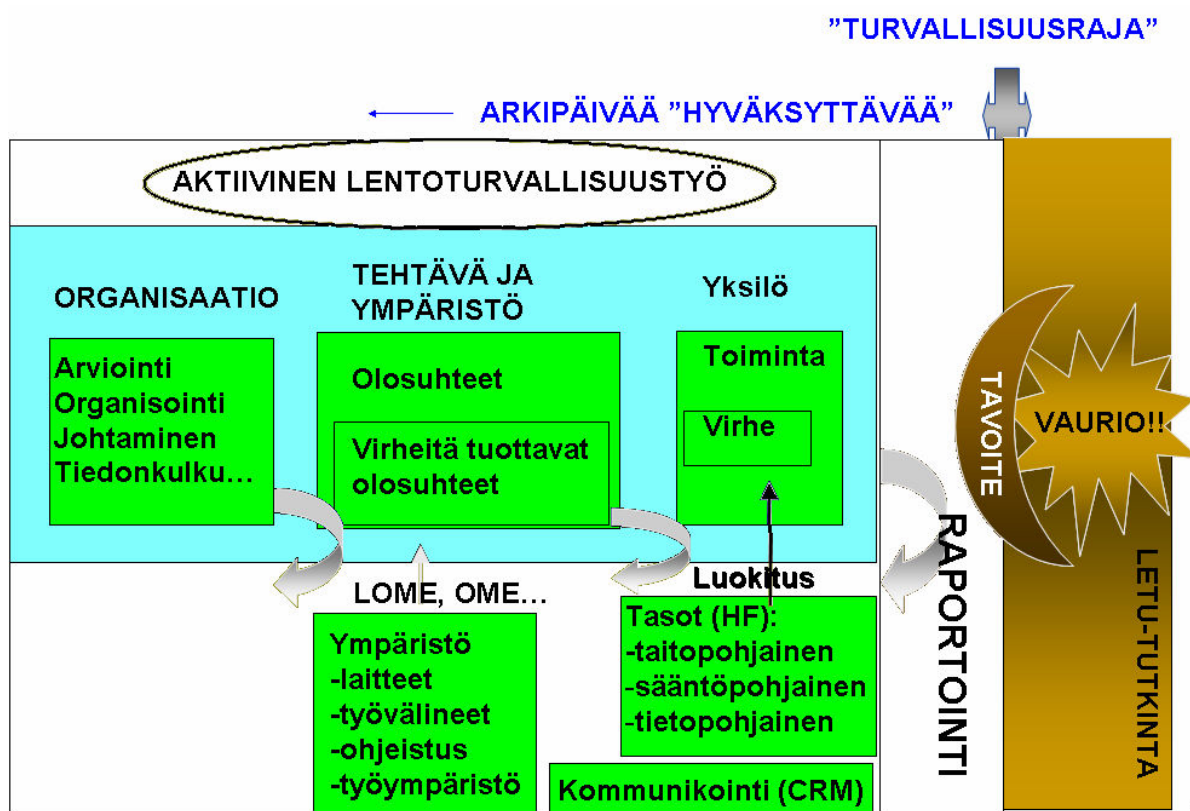 ”TURVALLISUUSRAJA”
ARKIPÄIVÄÄ ”HYVÄKSYTTÄVÄÄ”
AKTIIVINEN LENTOTURVALLISUUSTYÖ
ORGANISAATIO
Arviointi
Organisointi
Johtaminen
Tiedonkulku…
TEHTÄVÄ JA
YMPÄRISTÖ
Olosuhteet
Virheitä tuottavat
olosuhteet
Yksilö
Toiminta
Virhe
TAVOITE
VAURIO!!
RAPORTOINTI
LETU-TUTKINTA
LOME, OME…
Ympäristö
-laitteet
-työvälineet
-ohjeistus
-työympäristö
Luokitus
Tasot (HF):
-taitopohjainen
-sääntöpohjainen
-tietopohjainen
Kommunikointi (CRM)